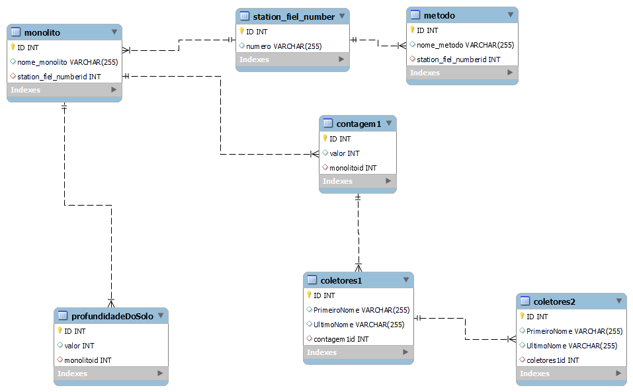 monolito
ID INT
nome_monolito VARCHAR(255)
station_fiel_numberid INT
Indexes
station_fiel_number
ID INT
numero VARCHAR(255)
Indexes
metodo
ID INT
nome_metodo VARCHAR(255)
station_fiel_numberid INT
Indexes
contagem1
ID INT
valor INT
monolitoid INT
Indexes
profundidadeDoSolo
ID INT
valor INT
monolitoid INT
Indexes
coletores1
ID INT
PrimeiroNome VARCHAR(255)
UltimoNome VARCHAR(255)
contagem1id INT
Indexes
coletores2
ID INT
PrimeiroNome VARCHAR(255)
UltimoNome VARCHAR(255)
coletores1id INT
Indexes